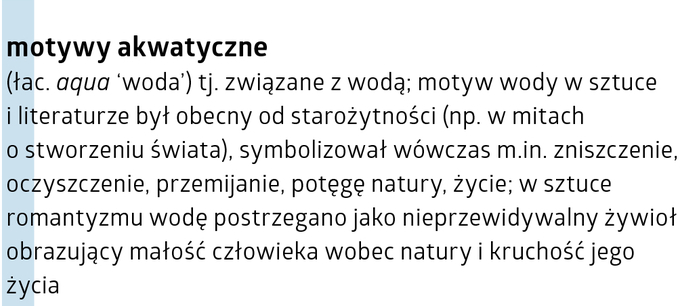 motywy akwatyczne
(łac. aqua ‘woda’) tj. związane z wodą; motyw wody w sztuce
i literaturze był obecny od starożytności (np. w mitach
o stworzeniu świata), symbolizował wówczas m.in. zniszczenie,
oczyszczenie, przemijanie, potęgę natury, życie; w sztuce
romantyzmu wodę postrzegano jako nieprzewidywalny żywioł
obrazujący małość człowieka wobec natury i kruchość jego
życia